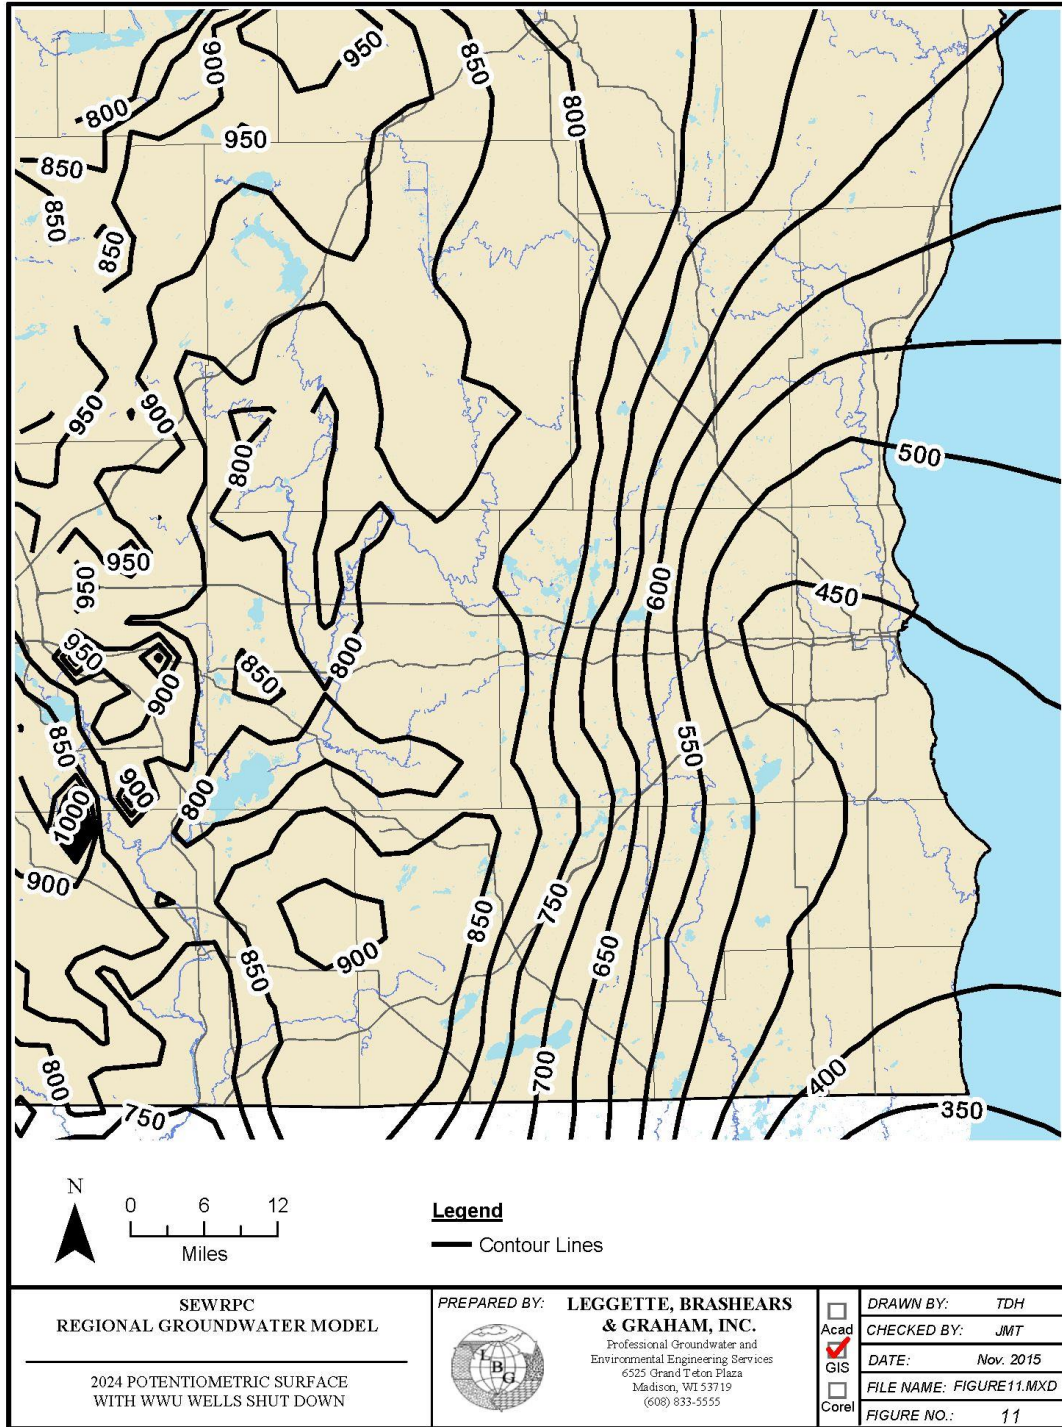 900
950
850
800
800
950
850
850
850
950
900
800
500
950
950
600
450
950
900
850
800
850
550
900
800
1000
900
750
850
650
900
850
700
800
750
400
350
N
0 6 12
Miles
Legend
Contour Lines
SEWRPC
REGIONAL GROUNDWATER MODEL
2024 POTENTIOMETRIC SURFACE
WITH WWU WELLS SHUT DOWN
PREPARED BY:
LBG
LEGGETTE, BRASHEARS
& GRAHAM, INC.
Professional Groundwater and
Environmental Engineering Services
6525 Grand Teton Plaza
Madison, WI 53719
(608) 833-5555
Acad
GIS
Corel
DRAWN BY: TDH
CHECKED BY: JMT
DATE: Nov. 2015
FILE NAME: FIGURE11.MXD
FIGURE NO.: 11